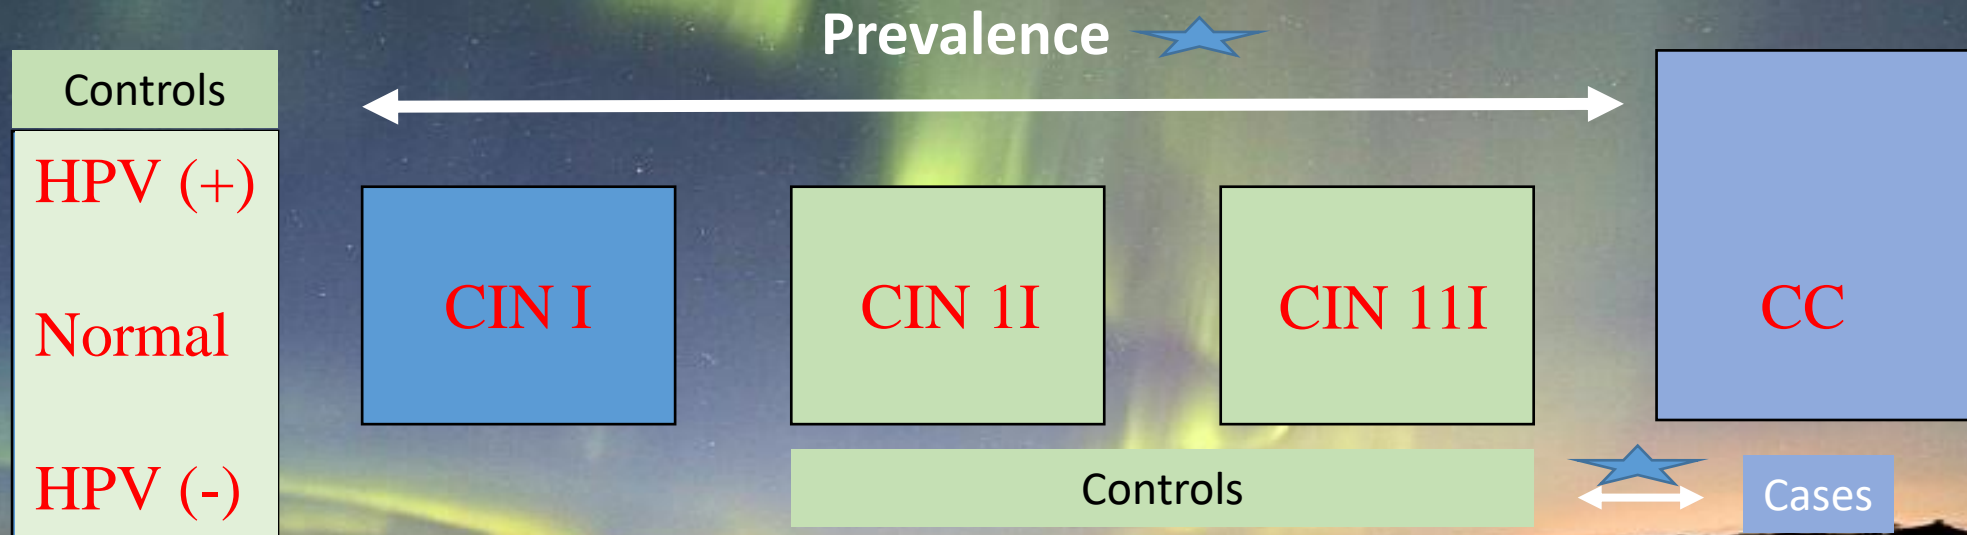 Prevalence
Controls
HPV (+)
Normal
HPV (-)
CIN I
CIN 1I
CIN 11I
CC
Controls
Cases